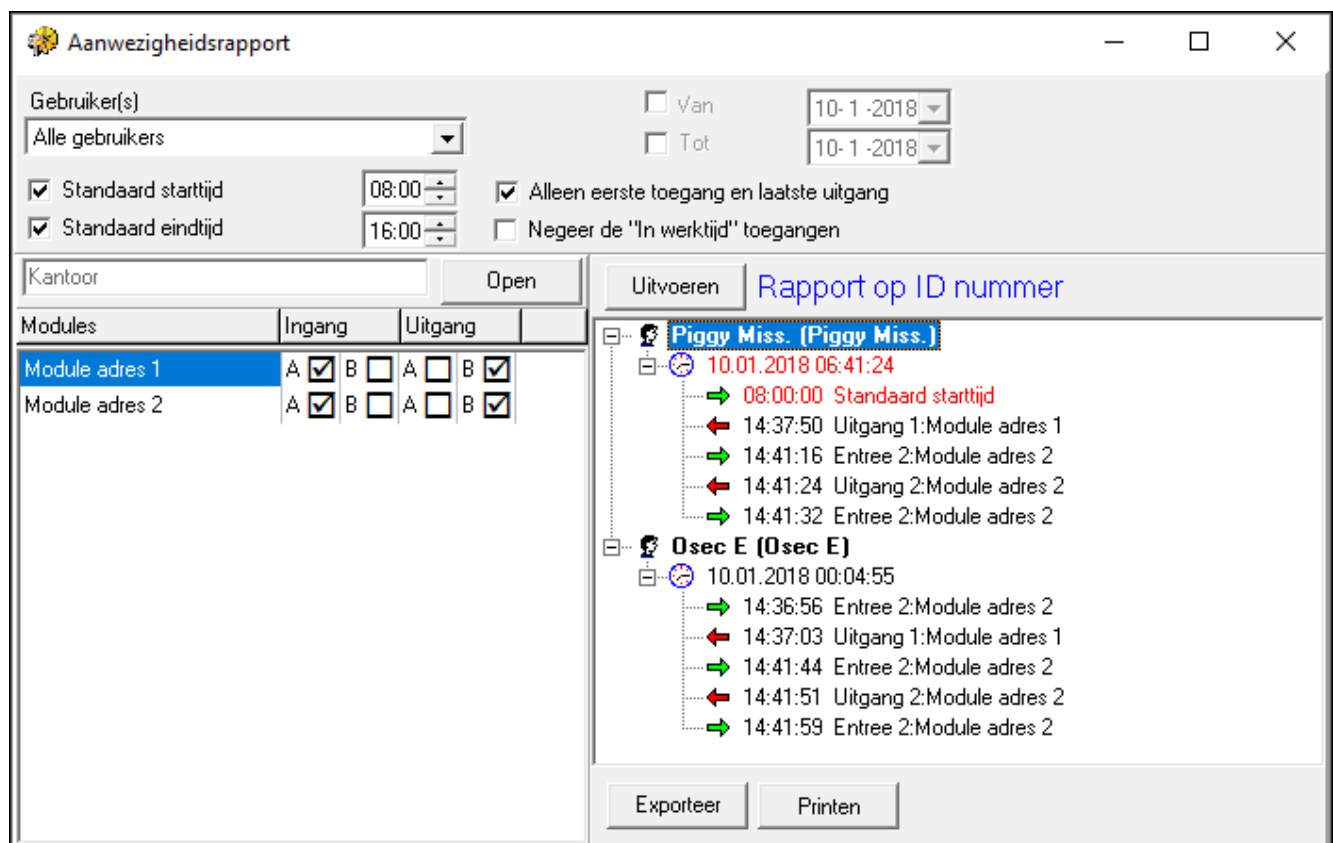 Aanwezigheidsrapport
Gebruiker(s)
Alle gebruikers
Van 10- 1 -2018
Tot 10- 1 -2018
Standaard starttijd 08:00 Alleen eerste toegang en laatste uitgang
Standaard eindtijd 16:00 Negeer de "In werktijd" toegangen
Kantoor Open
Modules Ingang Uitgang
Module adres 1 A B A B
Module adres 2 A B A B
Uitvoeren Rapport op ID nummer
Piggy Miss. (Piggy Miss.)
10.01.2018 06:41:24
08:00:00 Standaard starttijd
14:37:50 Uitgang 1:Module adres 1
14:41:16 Entree 2:Module adres 2
14:41:24 Uitgang 2:Module adres 2
14:41:32 Entree 2:Module adres 2
Osec E (Osec E)
10.01.2018 00:04:55
14:36:56 Entree 2:Module adres 2
14:37:03 Uitgang 1:Module adres 1
14:41:44 Entree 2:Module adres 2
14:41:51 Uitgang 2:Module adres 2
14:41:59 Entree 2:Module adres 2
Exporteer Printen